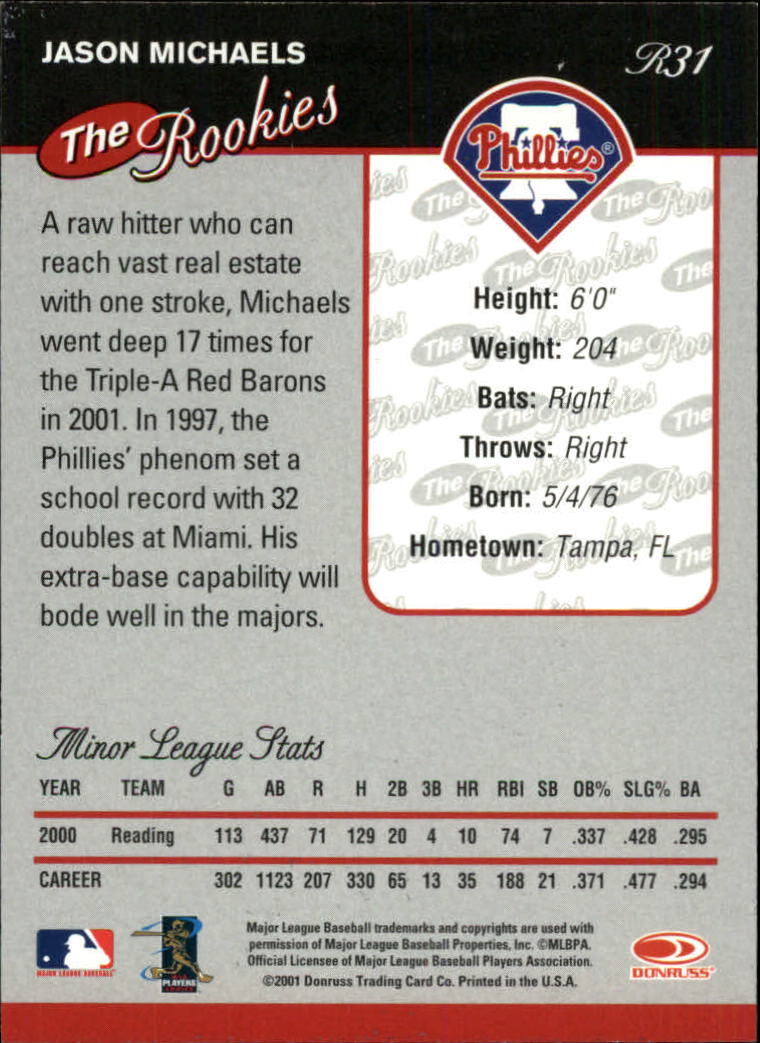 JASON MICHAELS
R31
The Rookies
Phillies®
A raw hitter who can
reach vast real estate
with one stroke, Michaels
went deep 17 times for
the Triple-A Red Barons
in 2001. In 1997, the
Phillies' phenom set a
school record with 32
doubles at Miami. His
extra-base capability will
bode well in the majors.
Height: 6'0"
Weight: 204
Bats: Right
Throws: Right
Born: 5/4/76
Hometown: Tampa, FL
Minor League Stats
YEAR TEAM G AB R H 2B 3B HR RBI SB OB% SLG% BA
2000 Reading 113 437 71 129 20 4 10 74 7 .337 .428 .295
CAREER 302 1123 207 330 65 13 35 188 21 .371 .477 .294
MAJOR LEAGUE BASEBALL
PLAYERS
CHOICE
Major League Baseball trademarks and copyrights are used with
permission of Major League Baseball Properties, Inc. ©MLBPA.
Official Licensee of Major League Baseball Players Association.
©2001 Donruss Trading Card Co. Printed in the U.S.A.
DONRUSS®